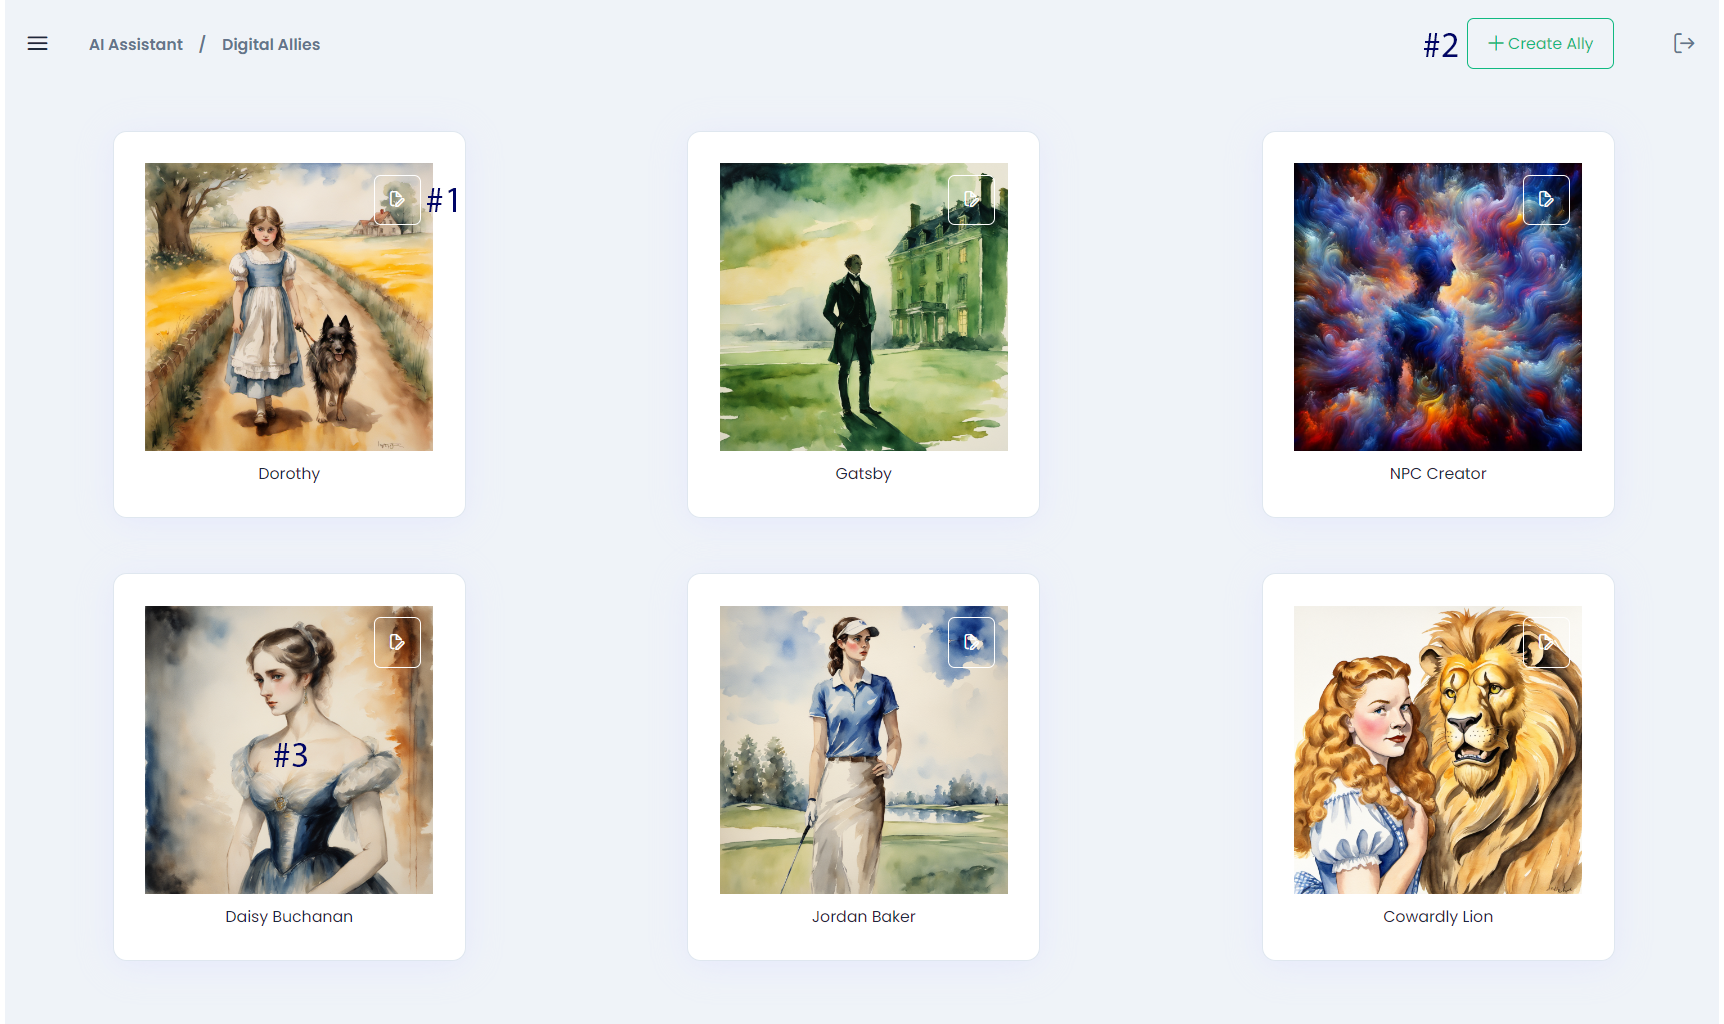 AI Assistant / Digital Allies
#2 + Create Ally
#1
Dorothy
Gatsby
NPC Creator
#3
Daisy Buchanan
Jordan Baker
Cowardly Lion